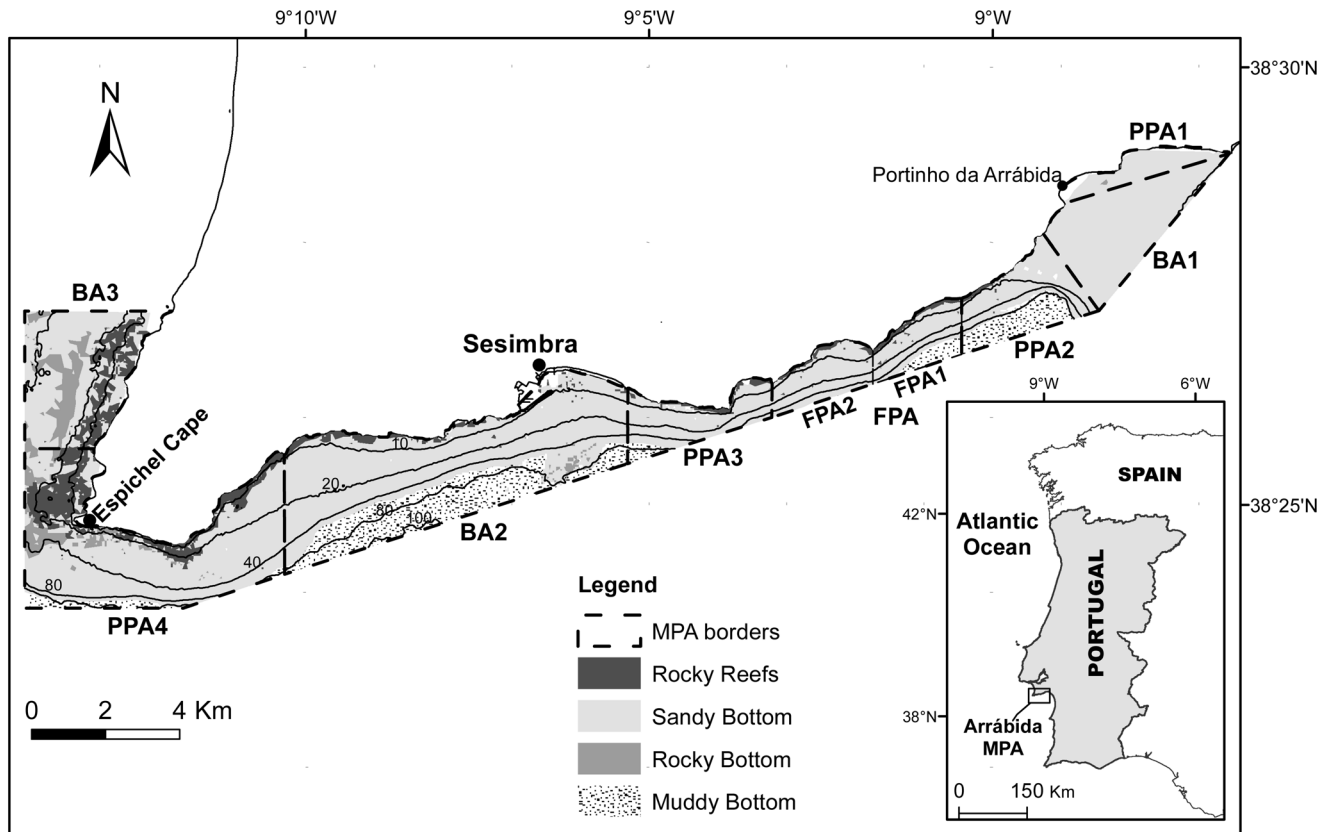 9°10'W
9°5'W
9°W
38°30'N
N
PPA1
Portinho da Arrábida
BA1
BA3
8
Sesimbra
PPA2
FPA1
FPA2
FPA
PPA3
10
Espichel Cape
20
80
100
BA2
40
80
PPA4
38°25'N
0 2 4 Km
Legend
MPA borders
Rocky Reefs
Sandy Bottom
Rocky Bottom
Muddy Bottom
9°W
6°W
SPAIN
42°N
Atlantic
Ocean
PORTUGAL
38°N
Arrábida
MPA
0 150 Km